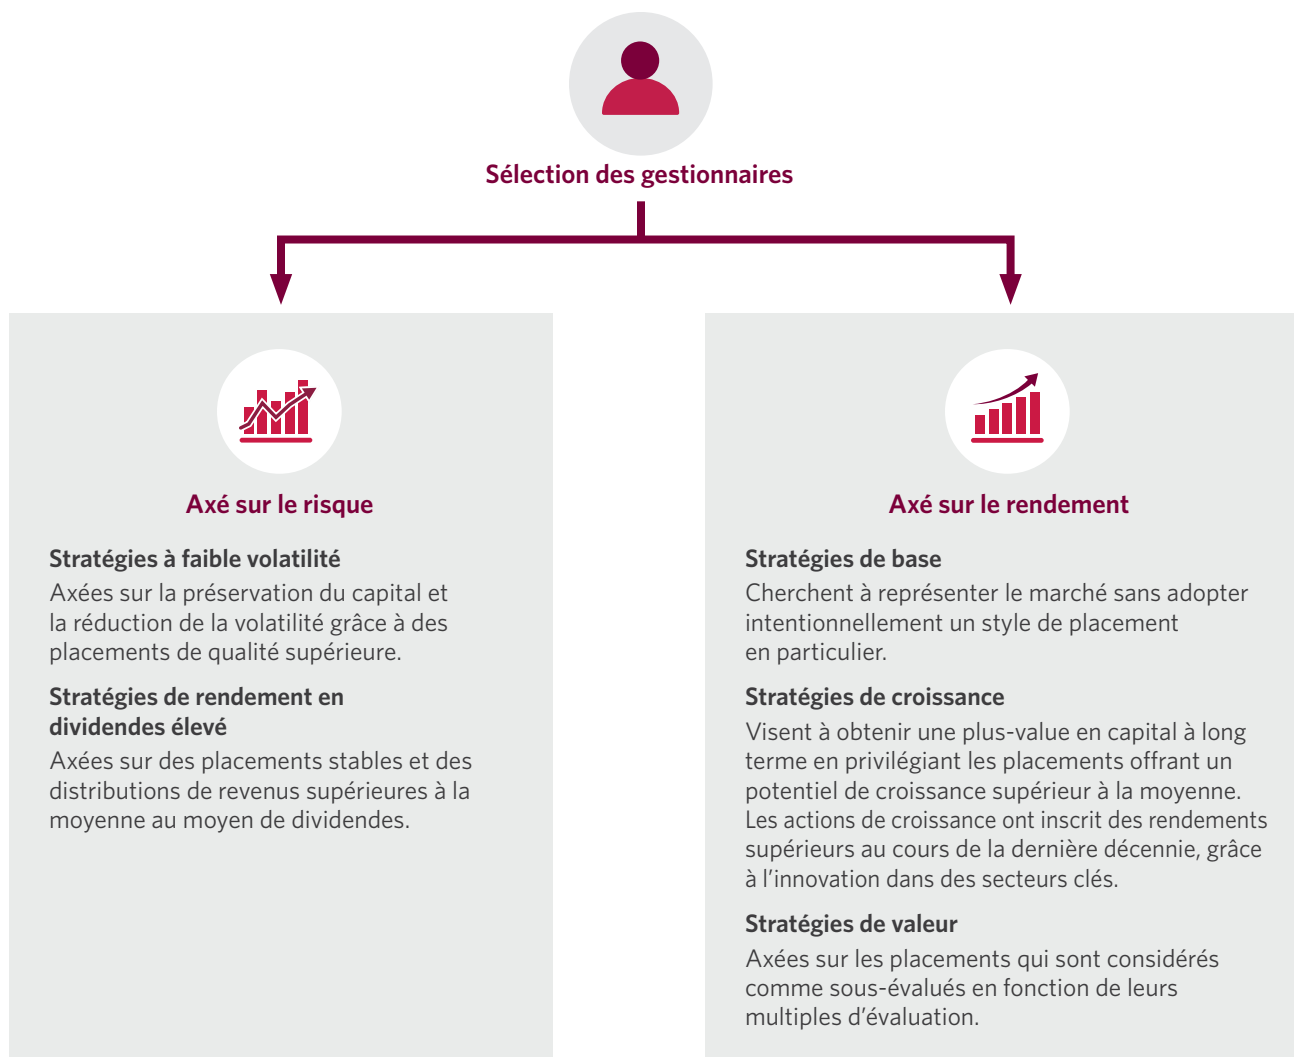 Sélection des gestionnaires
Axé sur le risque
Stratégies à faible volatilité
Axées sur la préservation du capital et
la réduction de la volatilité grâce à des
placements de qualité supérieure.
Stratégies de rendement en
dividendes élevé
Axées sur des placements stables et des
distributions de revenus supérieures à la
moyenne au moyen de dividendes.
Axé sur le rendement
Stratégies de base
Cherchent à représenter le marché sans adopter
intentionnellement un style de placement
en particulier.
Stratégies de croissance
Visent à obtenir une plus-value en capital à long
terme en privilégiant les placements offrant un
potentiel de croissance supérieur à la moyenne.
Les actions de croissance ont inscrit des rendements
supérieurs au cours de la dernière décennie, grâce
à l’innovation dans des secteurs clés.
Stratégies de valeur
Axées sur les placements qui sont considérés
comme sous-évalués en fonction de leurs
multiples d’évaluation.